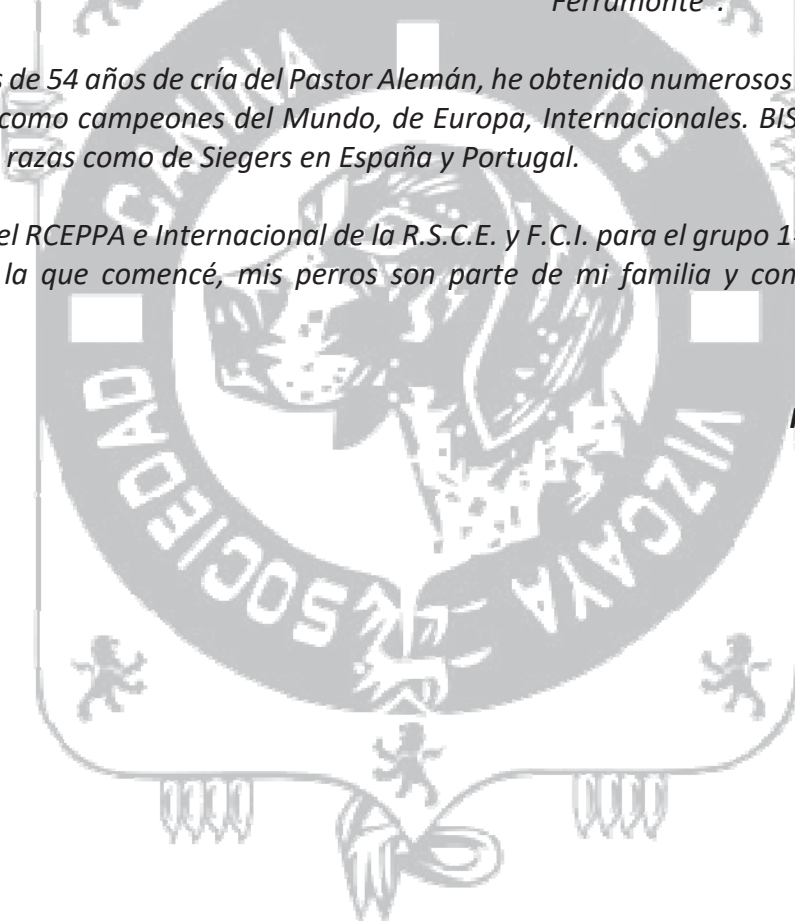 Ferramonte".
s de 54 años de cría del Pastor Alemán, he obtenido numerosos
como campeones del Mundo, de Europa, Internacionales. BIS
razas como de Siegers en España y Portugal.
el RCEPPA e Internacional de la R.S.C.E. y F.C.I. para el grupo 1
la que comencé, mis perros son parte de mi familia y con
SOCIEDAD CANINA DE VIZCAYA